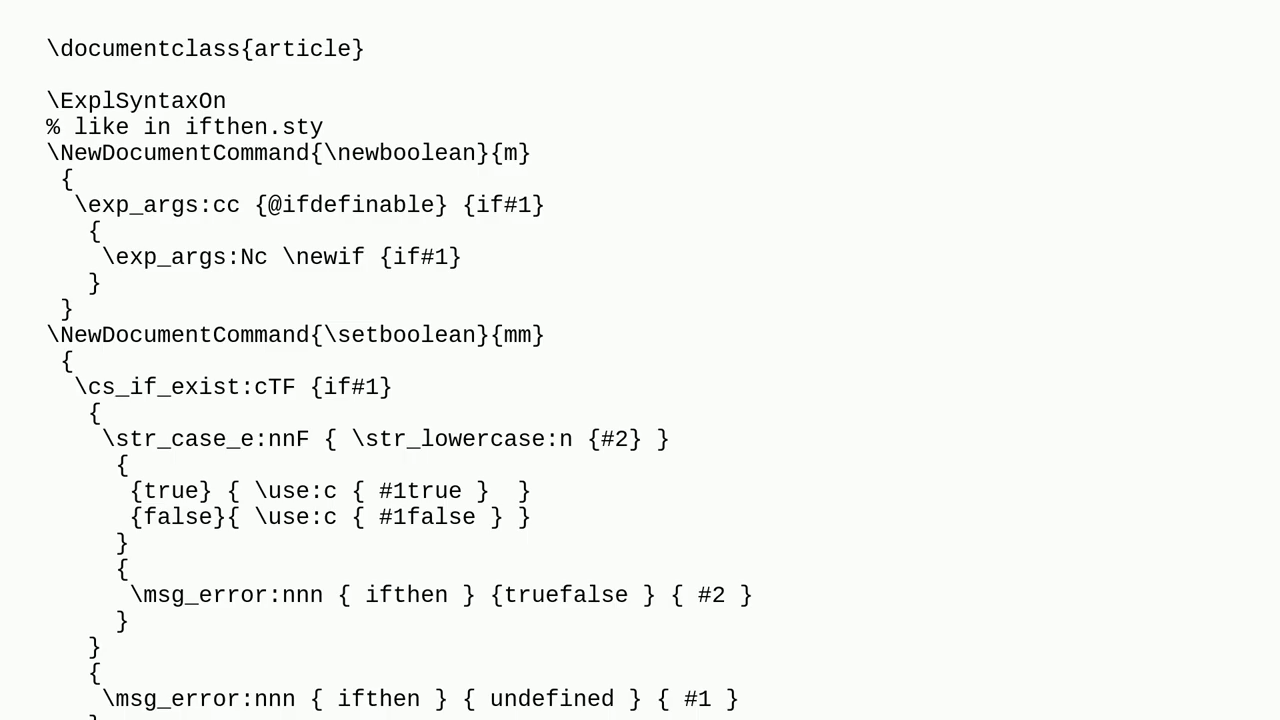 \documentclass{article}

\ExplSyntaxOn
% like in ifthen.sty
\NewDocumentCommand{\newboolean}{m}
 {
  \exp_args:cc {@ifdefinable} {if#1}
   {
    \exp_args:Nc \newif {if#1}
   }
 }
\NewDocumentCommand{\setboolean}{mm}
 {
  \cs_if_exist:cTF {if#1}
   {
    \str_case_e:nnF { \str_lowercase:n {#2} }
     {
      {true} { \use:c { #1true }  }
      {false}{ \use:c { #1false } }
     }
     {
      \msg_error:nnn { ifthen } {truefalse } { #2 }
     }
   }
   {
    \msg_error:nnn { ifthen } { undefined } { #1 }
   }